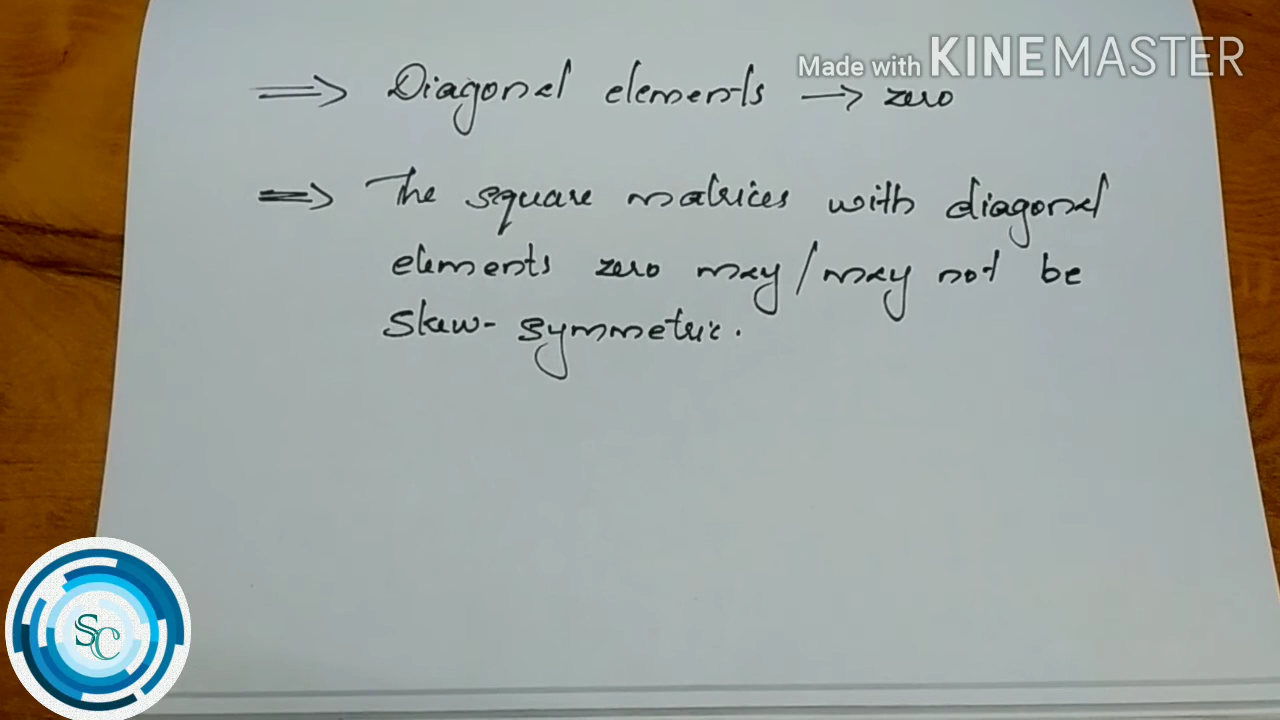 Made with KINEMASTER
⇒ Diagonal elements → zero
⇒ The square matrices with diagonal
elements zero may/may not be
skew-symmetric.
SC